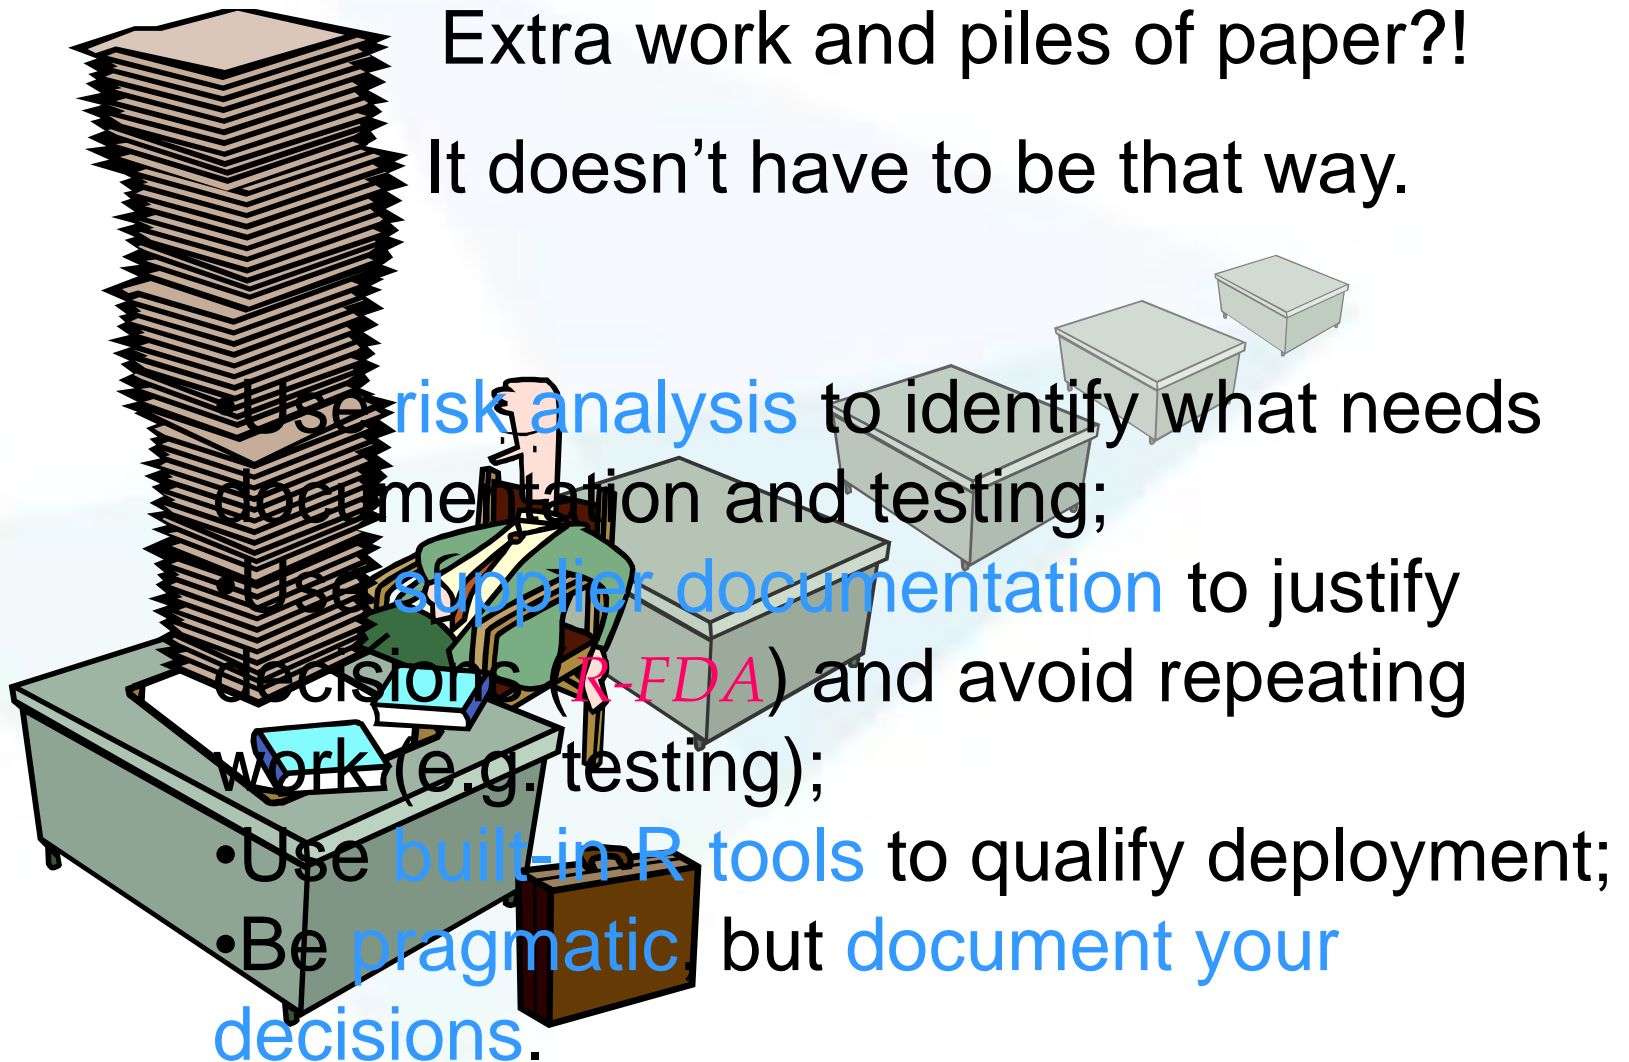 Extra work and piles of paper?!
It doesn’t have to be that way.
•Use risk analysis to identify what needs
documentation and testing;
•Use supplier documentation to justify
decisions (R-FDA) and avoid repeating
work (e.g. testing);
•Use built-in R tools to qualify deployment;
•Be pragmatic, but document your
decisions.